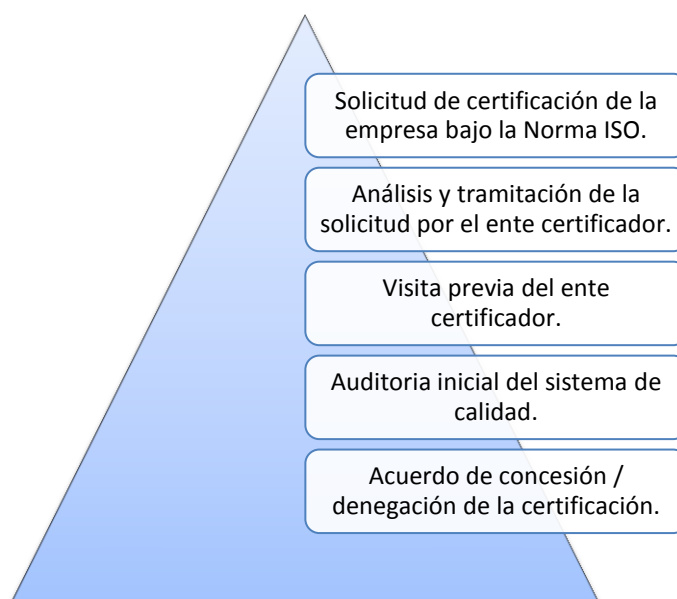 Solicitud de certificación de la
empresa bajo la Norma ISO.
Análisis y tramitación de la
solicitud por el ente certificador.
Visita previa del ente
certificador.
Auditoria inicial del sistema de
calidad.
Acuerdo de concesión /
denegación de la certificación.